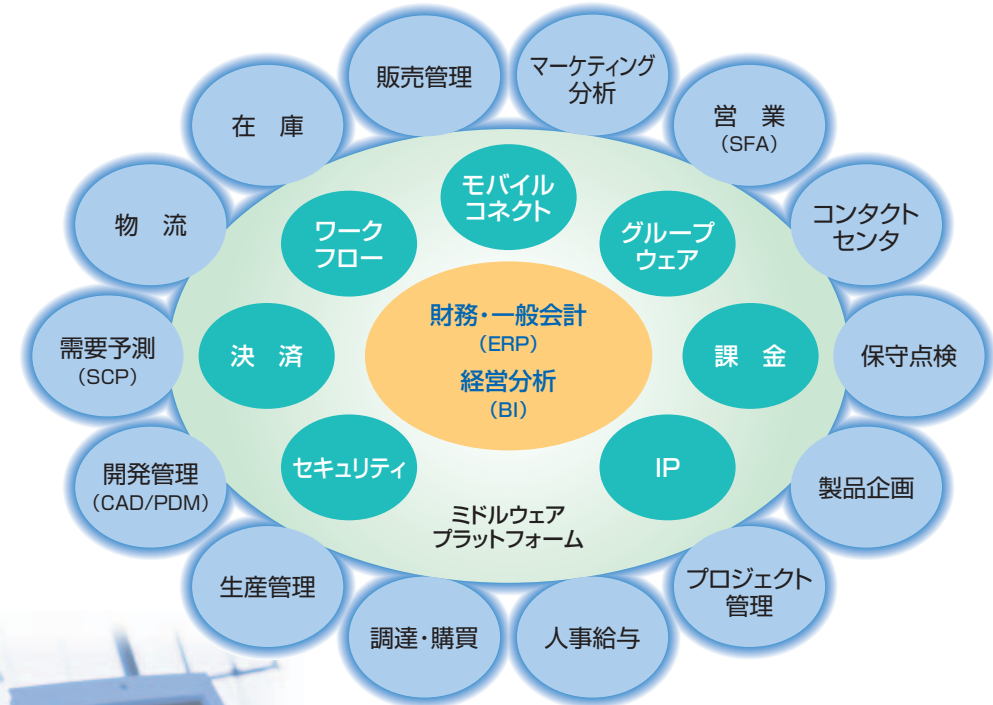 販売管理
マーケティング
分析
営　業
（SFA）
コンタクト
センタ
保守点検
製品企画
プロジェクト
管理
人事給与
調達・購買
生産管理
開発管理
（CAD/PDM）
需要予測
（SCP）
物　流
在　庫
モバイル
コネクト
グループ
ウェア
課　金
IP
セキュリティ
決　済
ワーク
フロー
財務・一般会計
（ERP）
経営分析
（BI）
ミドルウェア
プラットフォーム